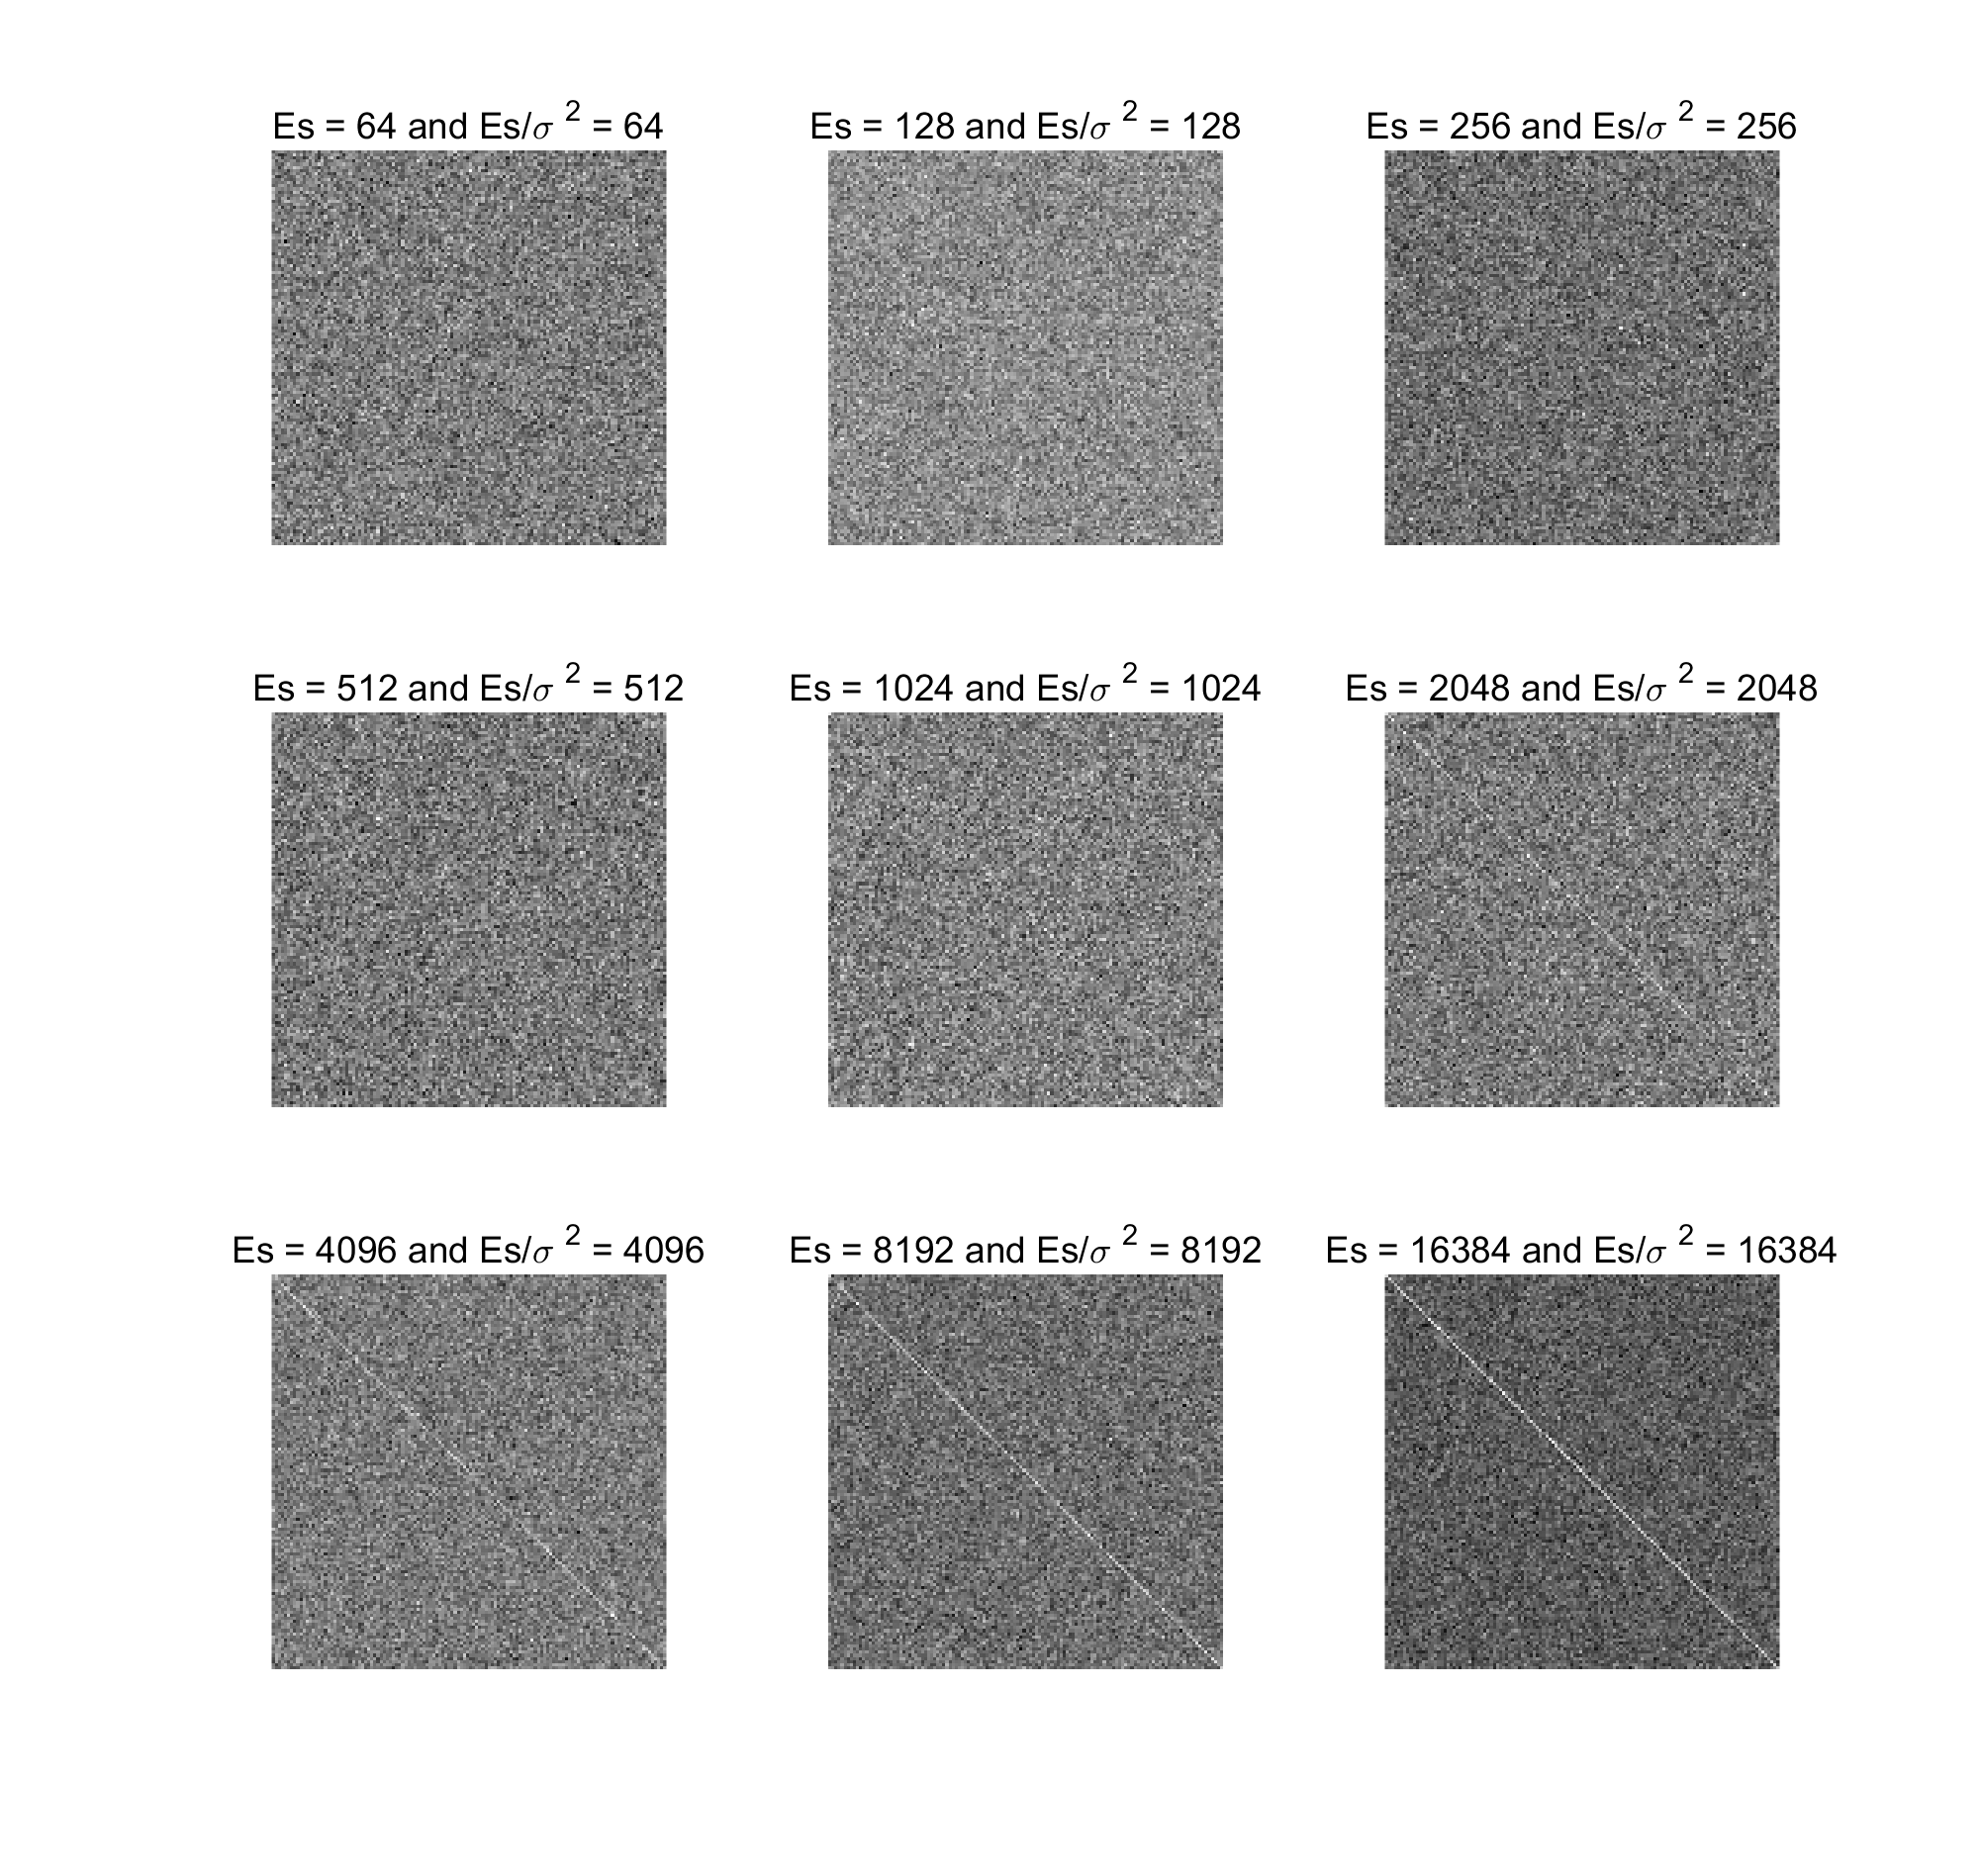 Es = 64 and Es/σ ² = 64
Es = 128 and Es/σ ² = 128
Es = 256 and Es/σ ² = 256
Es = 512 and Es/σ ² = 512
Es = 1024 and Es/σ ² = 1024
Es = 2048 and Es/σ ² = 2048
Es = 4096 and Es/σ ² = 4096
Es = 8192 and Es/σ ² = 8192
Es = 16384 and Es/σ ² = 16384